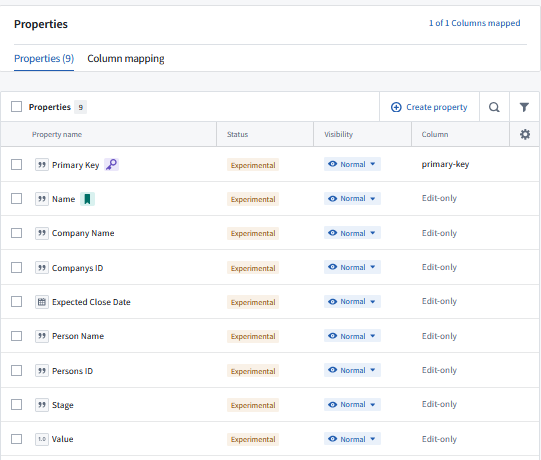 Properties
1 of 1 Columns mapped
Properties (9)
Column mapping
Properties 9
Create property
Property name Status Visibility Column
Primary Key Experimental Normal primary-key
Name Experimental Normal Edit-only
Company Name Experimental Normal Edit-only
Companys ID Experimental Normal Edit-only
Expected Close Date Experimental Normal Edit-only
Person Name Experimental Normal Edit-only
Persons ID Experimental Normal Edit-only
Stage Experimental Normal Edit-only
1.0 Value Experimental Normal Edit-only